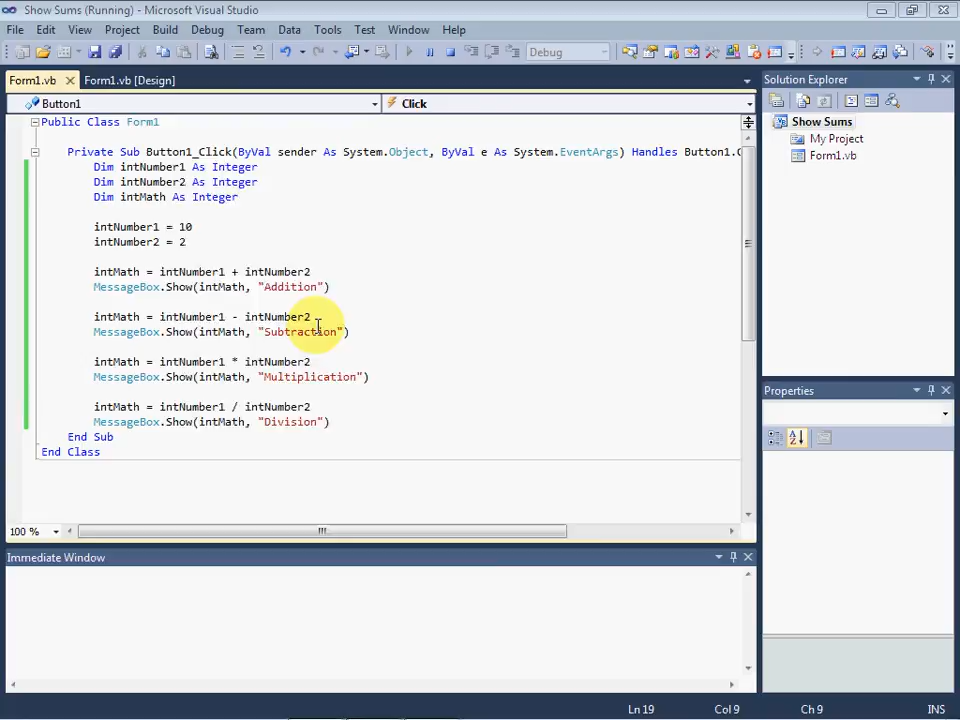 Show Sums (Running) - Microsoft Visual Studio
File Edit View Project Build Debug Team Data Tools Test Window Help
Debug
Form1.vb Form1.vb [Design]
Button1 Click
Public Class Form1
Private Sub Button1_Click(ByVal sender As System.Object, ByVal e As System.EventArgs) Handles Button1.C
Dim intNumber1 As Integer
Dim intNumber2 As Integer
Dim intMath As Integer
intNumber1 = 10
intNumber2 = 2
intMath = intNumber1 + intNumber2
MessageBox.Show(intMath, "Addition")
intMath = intNumber1 - intNumber2
MessageBox.Show(intMath, "Subtraction")
intMath = intNumber1 * intNumber2
MessageBox.Show(intMath, "Multiplication")
intMath = intNumber1 / intNumber2
MessageBox.Show(intMath, "Division")
End Sub
End Class
100 %
Immediate Window
Solution Explorer
Show Sums
My Project
Form1.vb
Properties
Ln 19 Col 9 Ch 9 INS